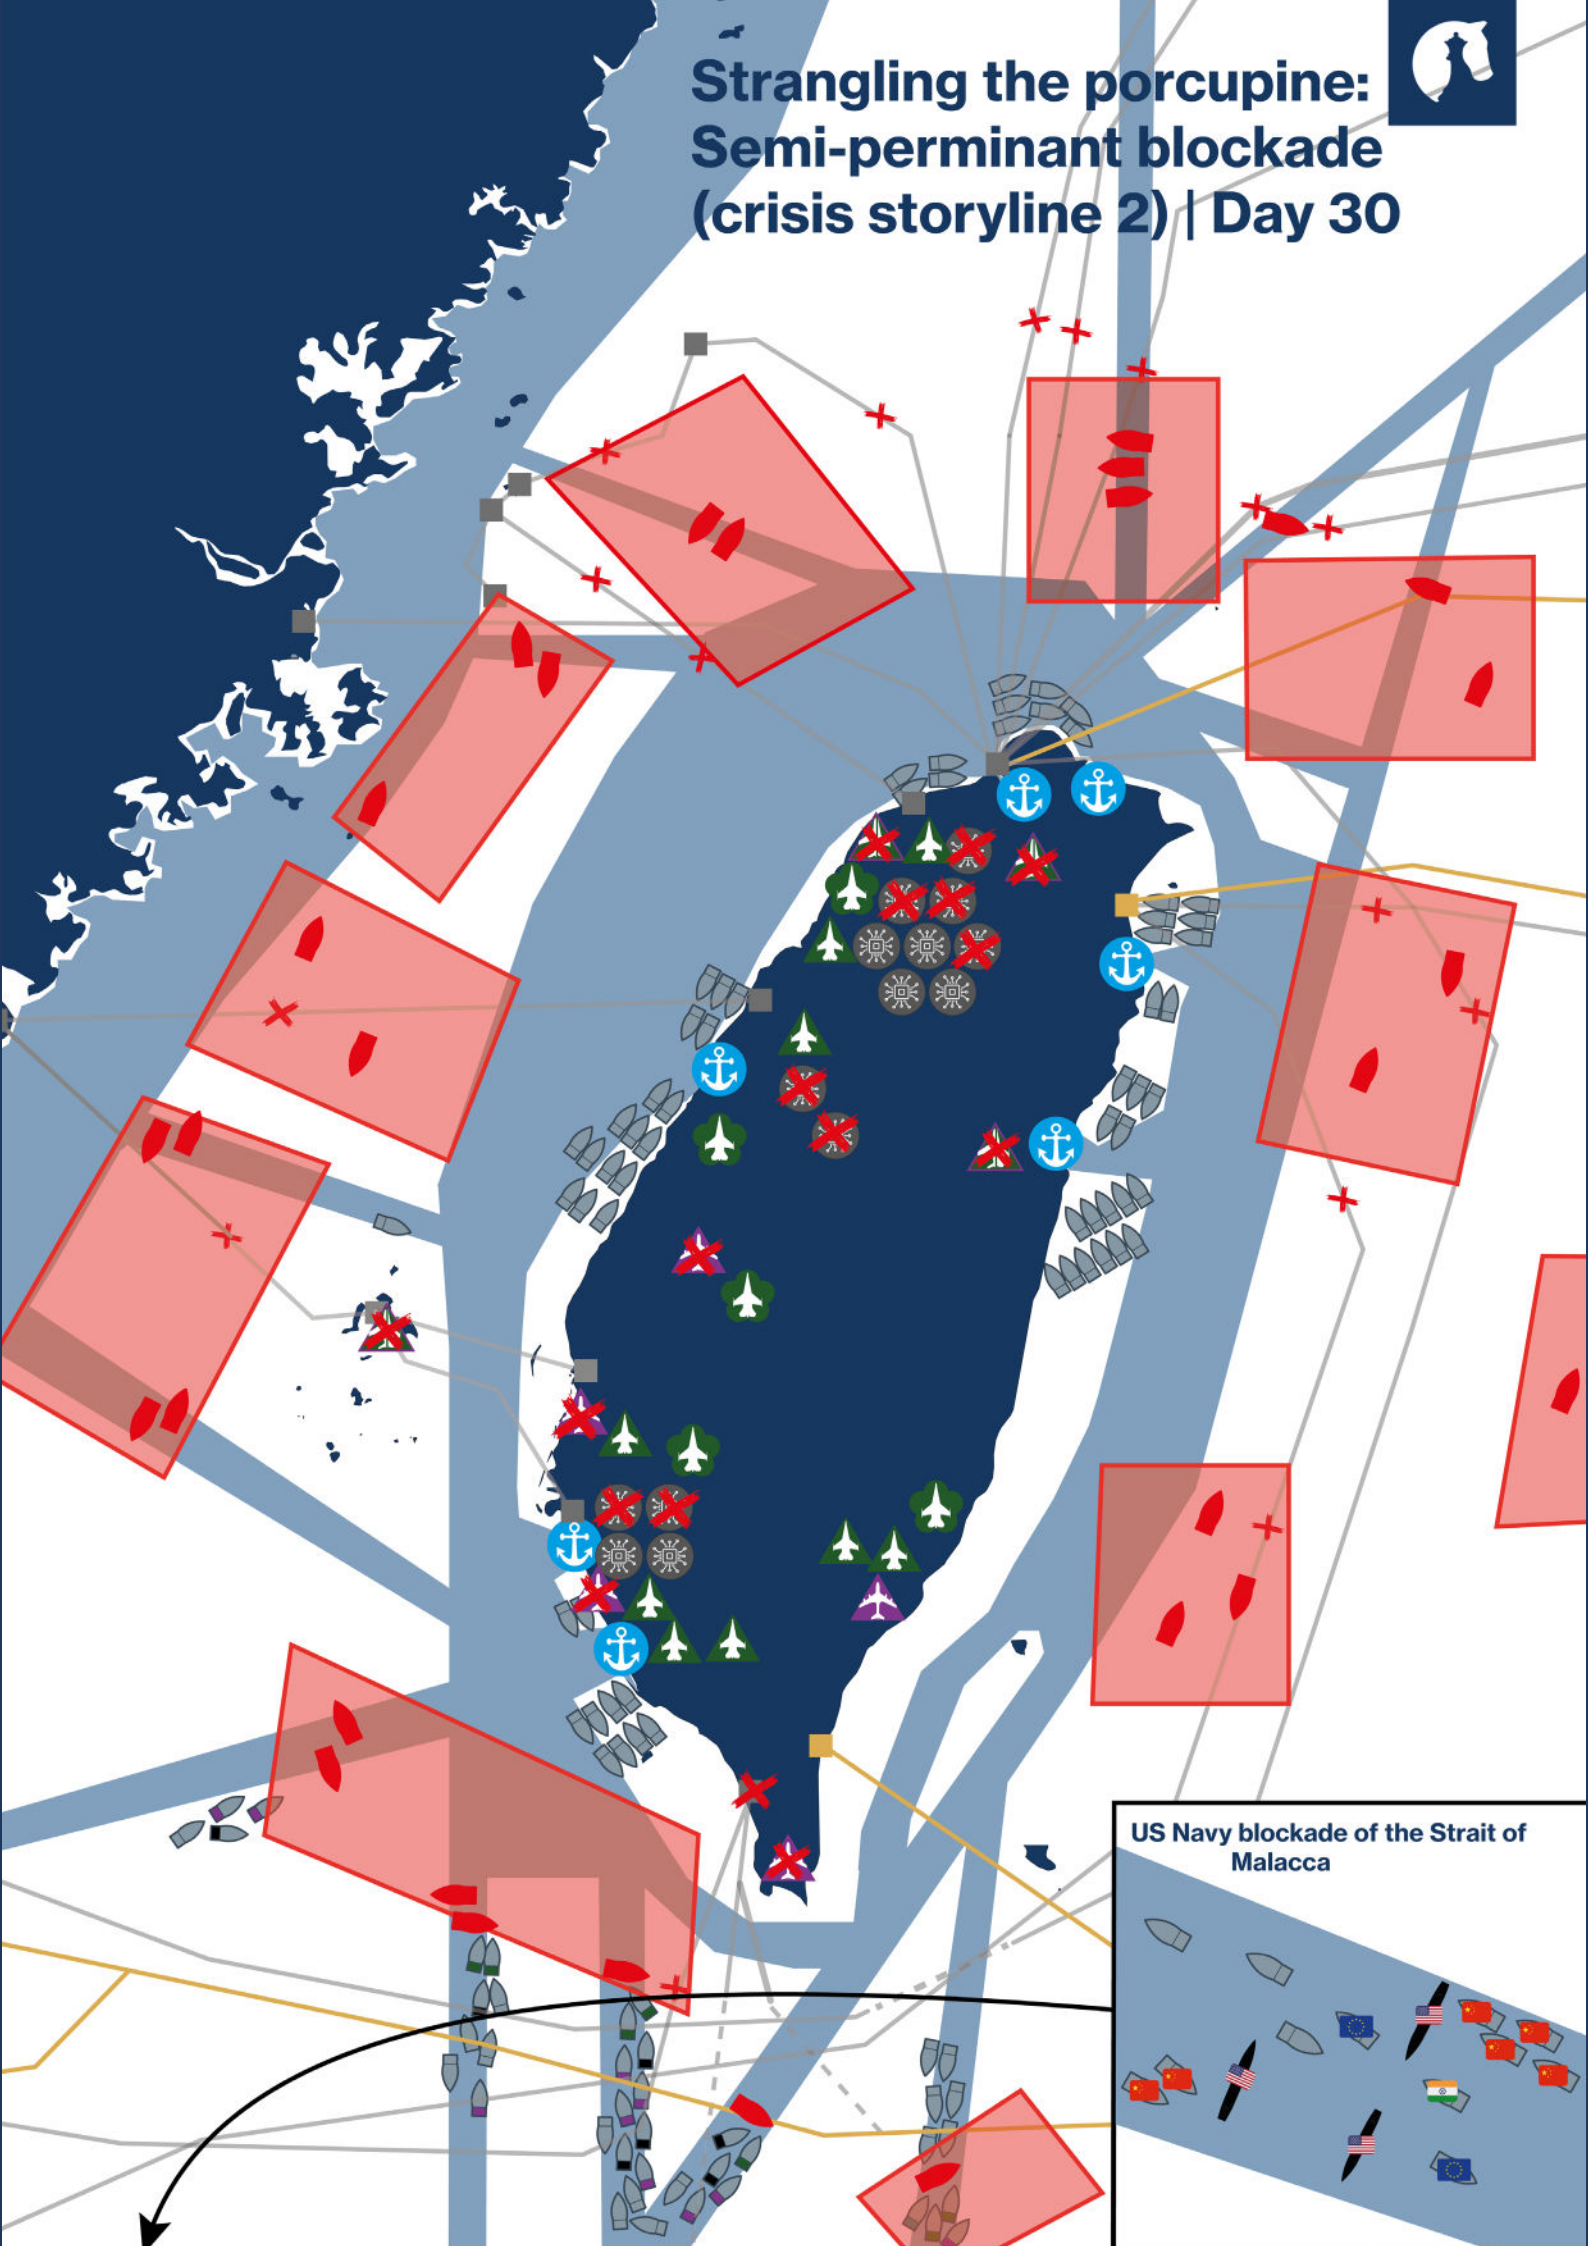 Strangling the porcupine:
Semi-perminant blockade
(crisis storyline 2) | Day 30
US Navy blockade of the Strait of
Malacca